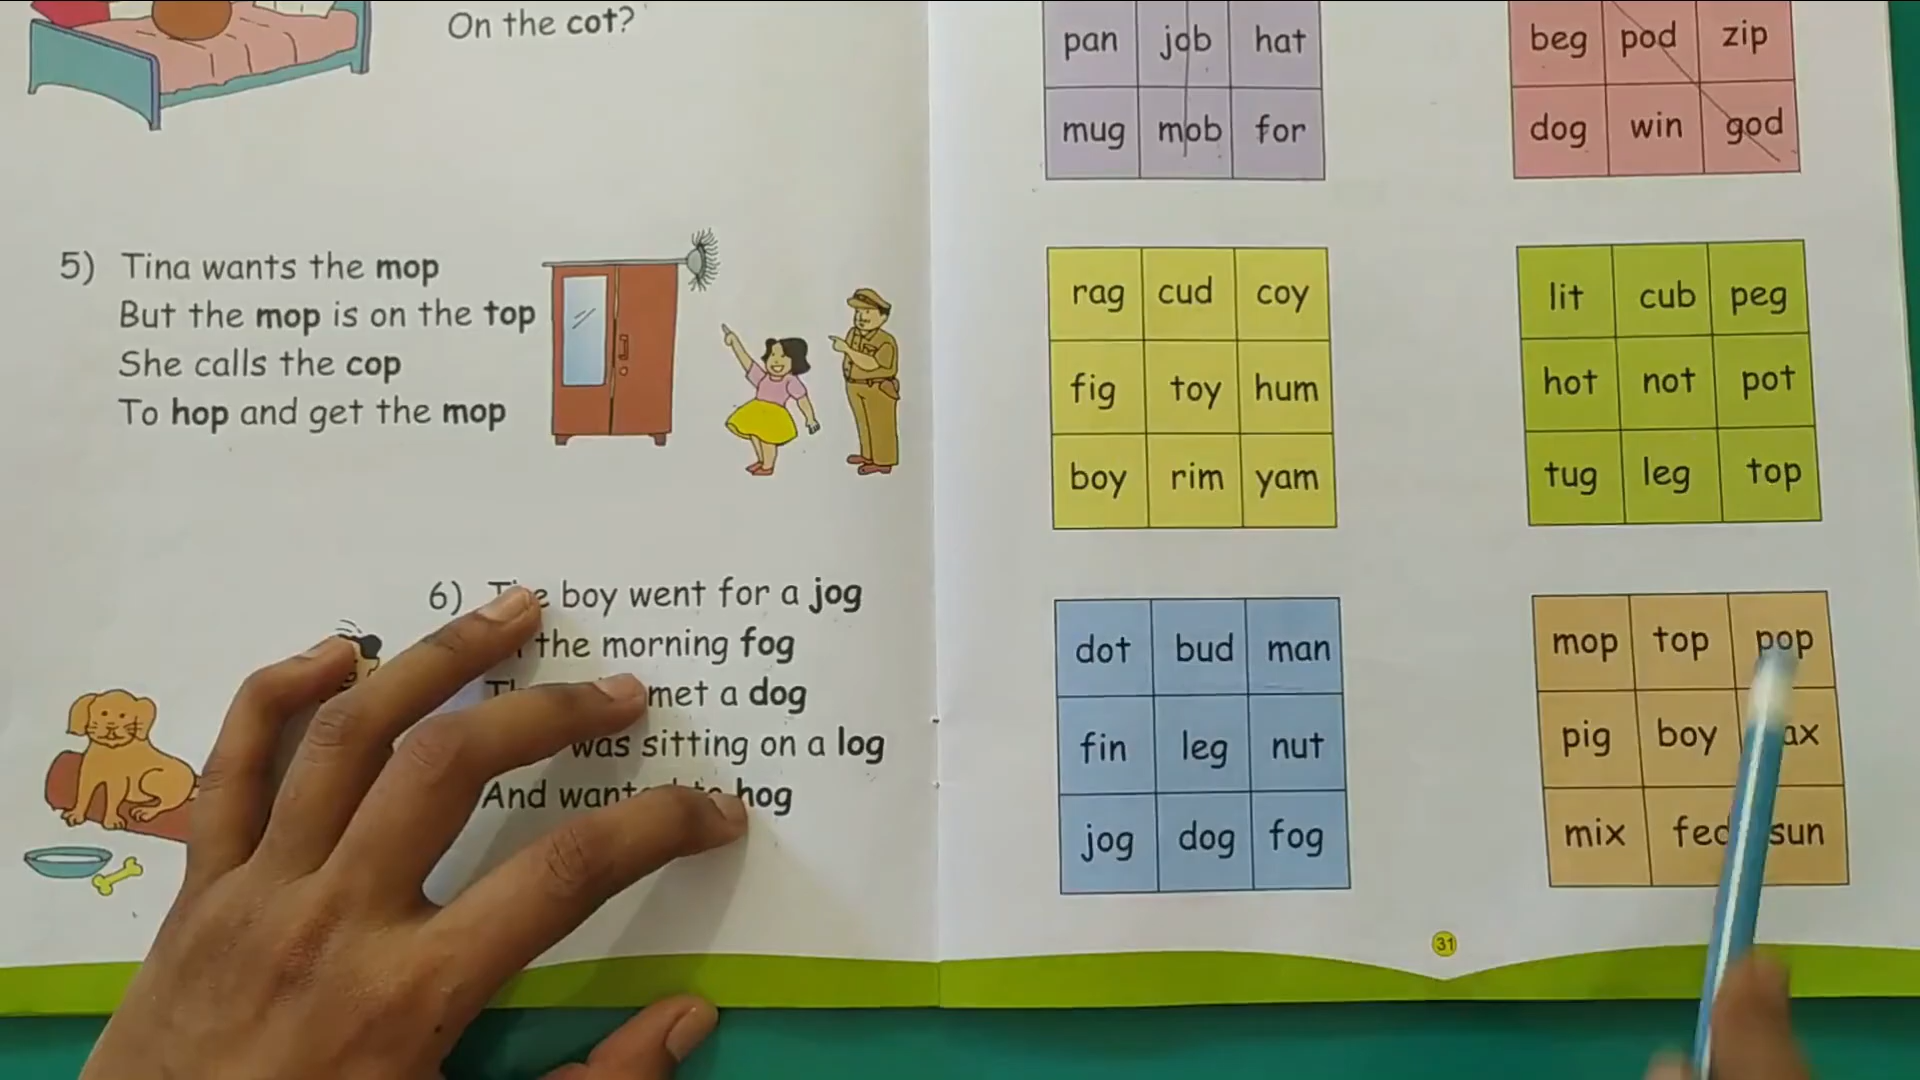 On the cot?
5) Tina wants the mop
But the mop is on the top
She calls the cop
To hop and get the mop
6) boy went for a jog
the morning fog
met a dog
was sitting on a log
And hog
pan job hat
mug mob for
beg pod zip
dog win god
rag cud coy
fig toy hum
boy rim yam
lit cub peg
hot not pot
tug leg top
dot bud man
fin leg nut
jog dog fog
mop top pop
pig boy
mix sun
31